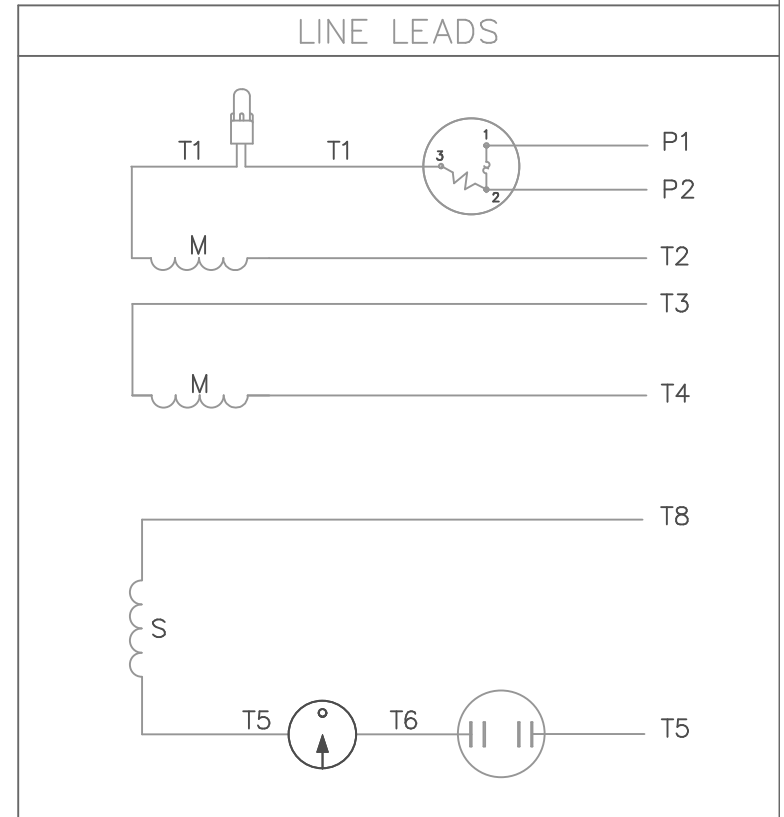 LINE LEADS
T1 T1 3 1 2 P1
P2
M T2
T3
M T4
T8
S
T5 T6 T5